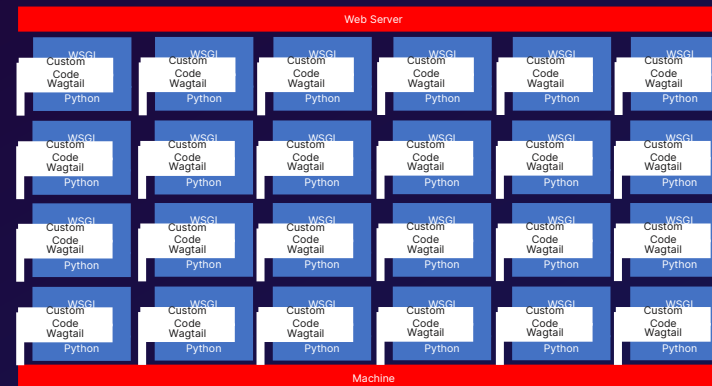 Web Server
WSGI WSGI WSGI WSGI WSGI WSGI
Custom Custom Custom Custom Custom Custom
Code Code Code Code Code Code
Wagtail Wagtail Wagtail Wagtail Wagtail Wagtail
Python Python Python Python Python Python
WSGI WSGI WSGI WSGI WSGI WSGI
Custom Custom Custom Custom Custom Custom
Code Code Code Code Code Code
Wagtail Wagtail Wagtail Wagtail Wagtail Wagtail
Python Python Python Python Python Python
WSGI WSGI WSGI WSGI WSGI WSGI
Custom Custom Custom Custom Custom Custom
Code Code Code Code Code Code
Wagtail Wagtail Wagtail Wagtail Wagtail Wagtail
Python Python Python Python Python Python
WSGI WSGI WSGI WSGI WSGI WSGI
Custom Custom Custom Custom Custom Custom
Code Code Code Code Code Code
Wagtail Wagtail Wagtail Wagtail Wagtail Wagtail
Python Python Python Python Python Python
Machine